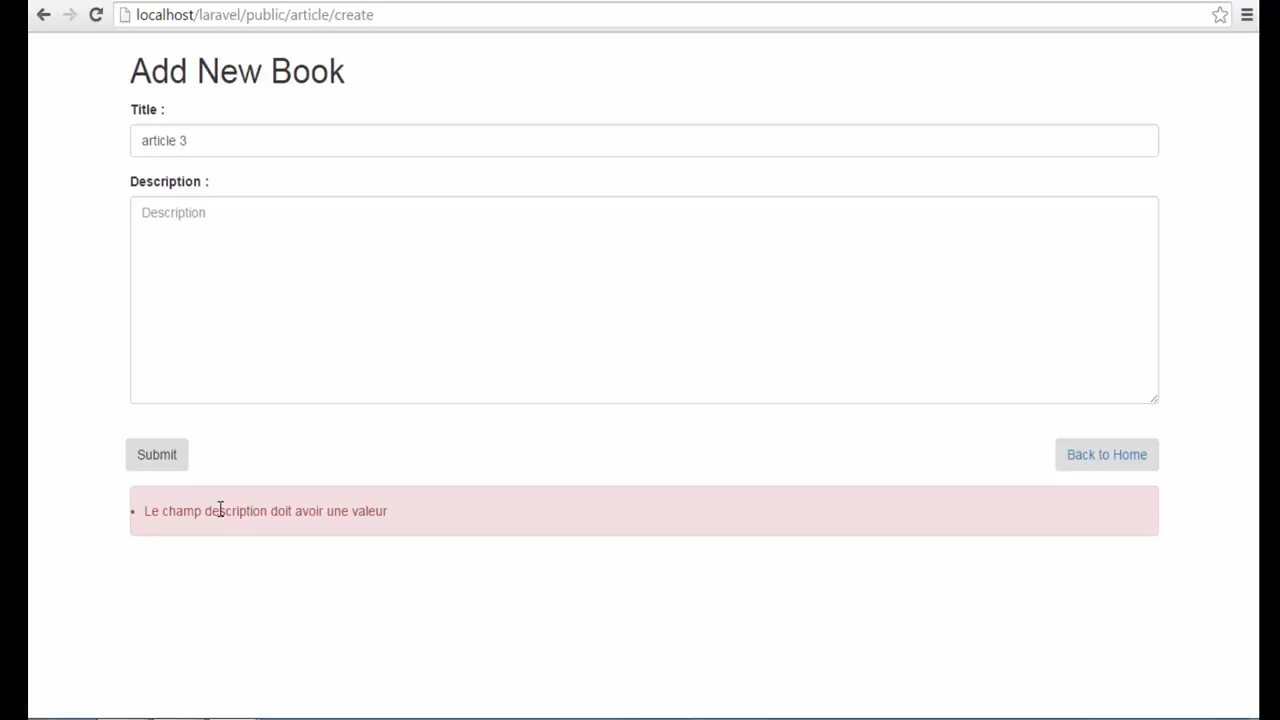 localhost/laravel/public/article/create
Add New Book
Title :
article 3
Description :
Description
Submit
Back to Home
Le champ description doit avoir une valeur